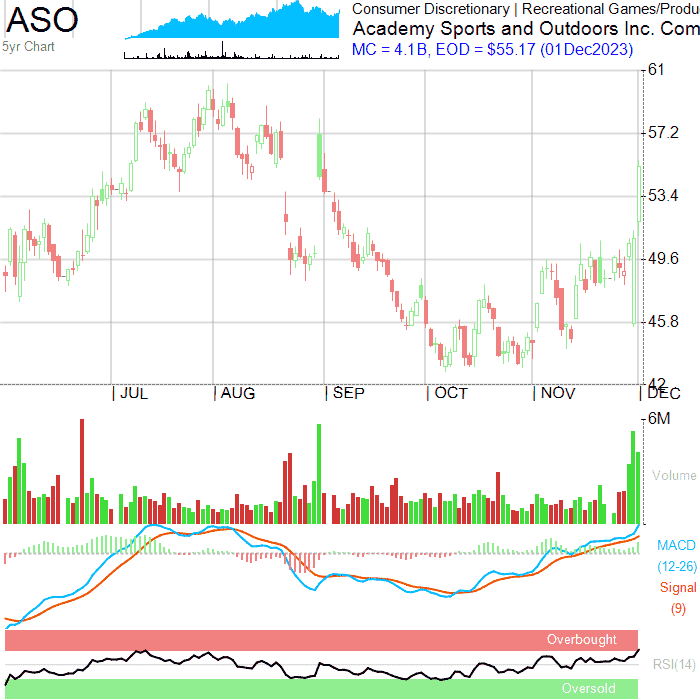 ASO
5yr Chart
Consumer Discretionary | Recreational Games/Produ
Academy Sports and Outdoors Inc. Com
MC = 4.1B, EOD = $55.17 (01Dec2023)
61
57.2
53.4
49.6
45.8
42
| JUL | AUG | SEP | OCT | NOV | DEC
6M
Volume
MACD
(12-26)
Signal
(9)
Overbought
RSI(14)
Oversold